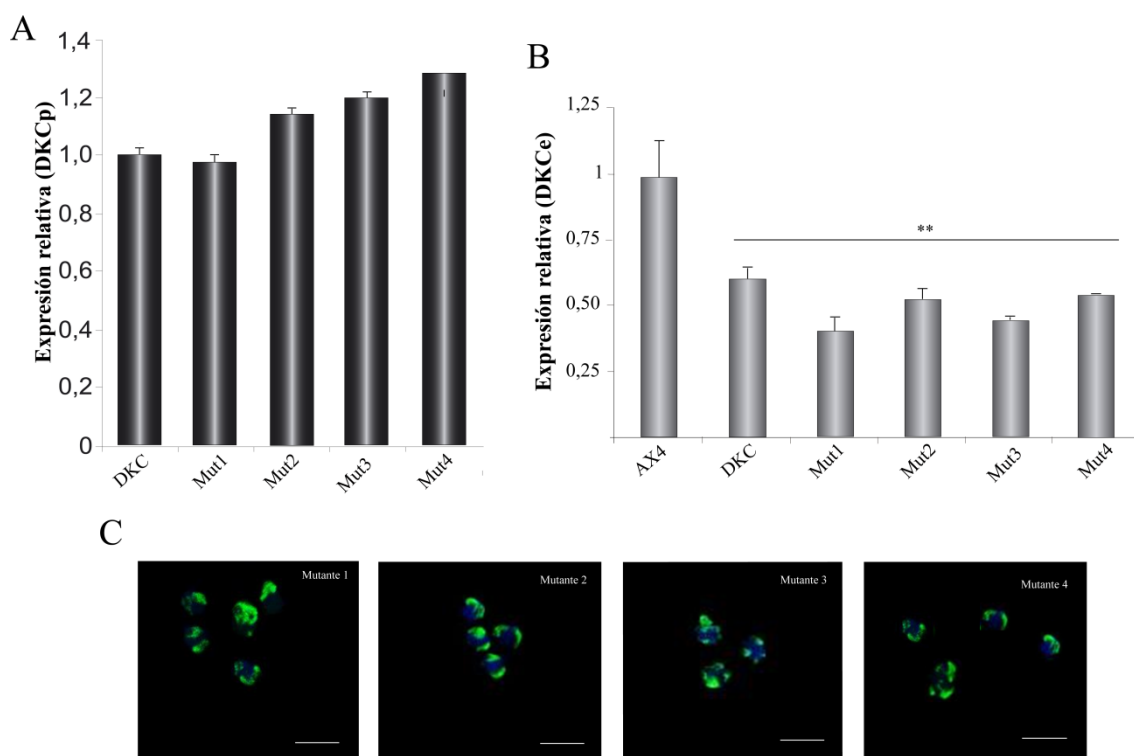 A
Expresión relativa (DKCp)
1,4
1,2
1,0
0,8
0,6
0,4
0,2
0
DKC
Mut1
Mut2
Mut3
Mut4
B
Expresión relativa (DKCe)
1,25
1
0,75
0,50
0,25
**
AX4
DKC
Mut1
Mut2
Mut3
Mut4
C
Mutante 1
Mutante 2
Mutante 3
Mutante 4